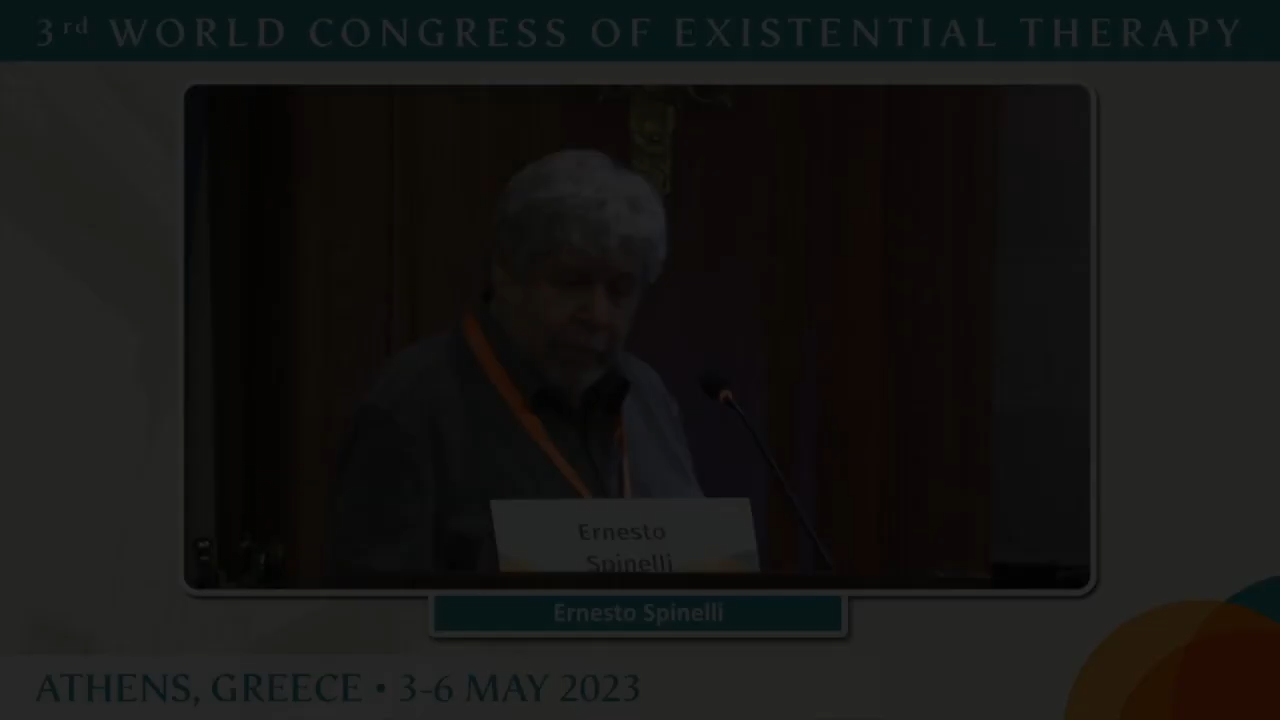 3rd WORLD CONGRESS OF EXISTENTIAL THERAPY
Ernesto
Spinelli
Ernesto Spinelli
ATHENS, GREECE • 3-6 MAY 2023